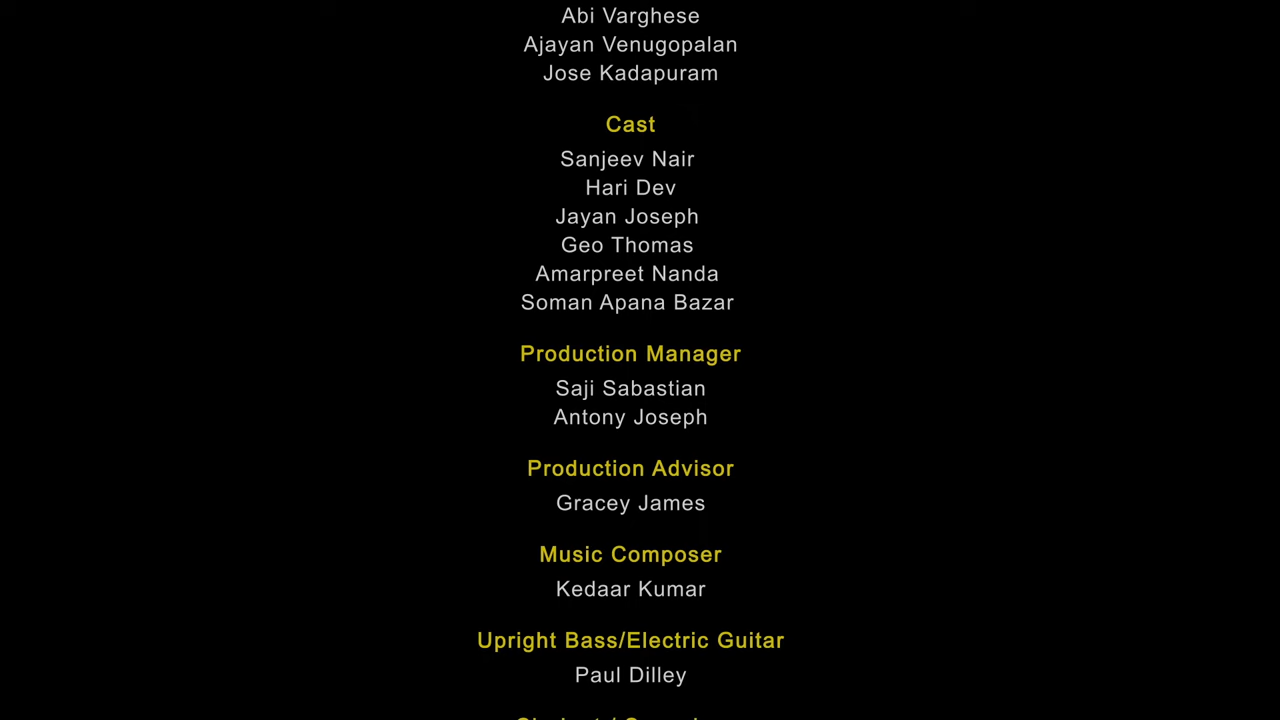 Abi Varghese
Ajayan Venugopalan
Jose Kadapuram
Cast
Sanjeev Nair
Hari Dev
Jayan Joseph
Geo Thomas
Amarpreet Nanda
Soman Apana Bazar
Production Manager
Saji Sabastian
Antony Joseph
Production Advisor
Gracey James
Music Composer
Kedaar Kumar
Upright Bass/Electric Guitar
Paul Dilley